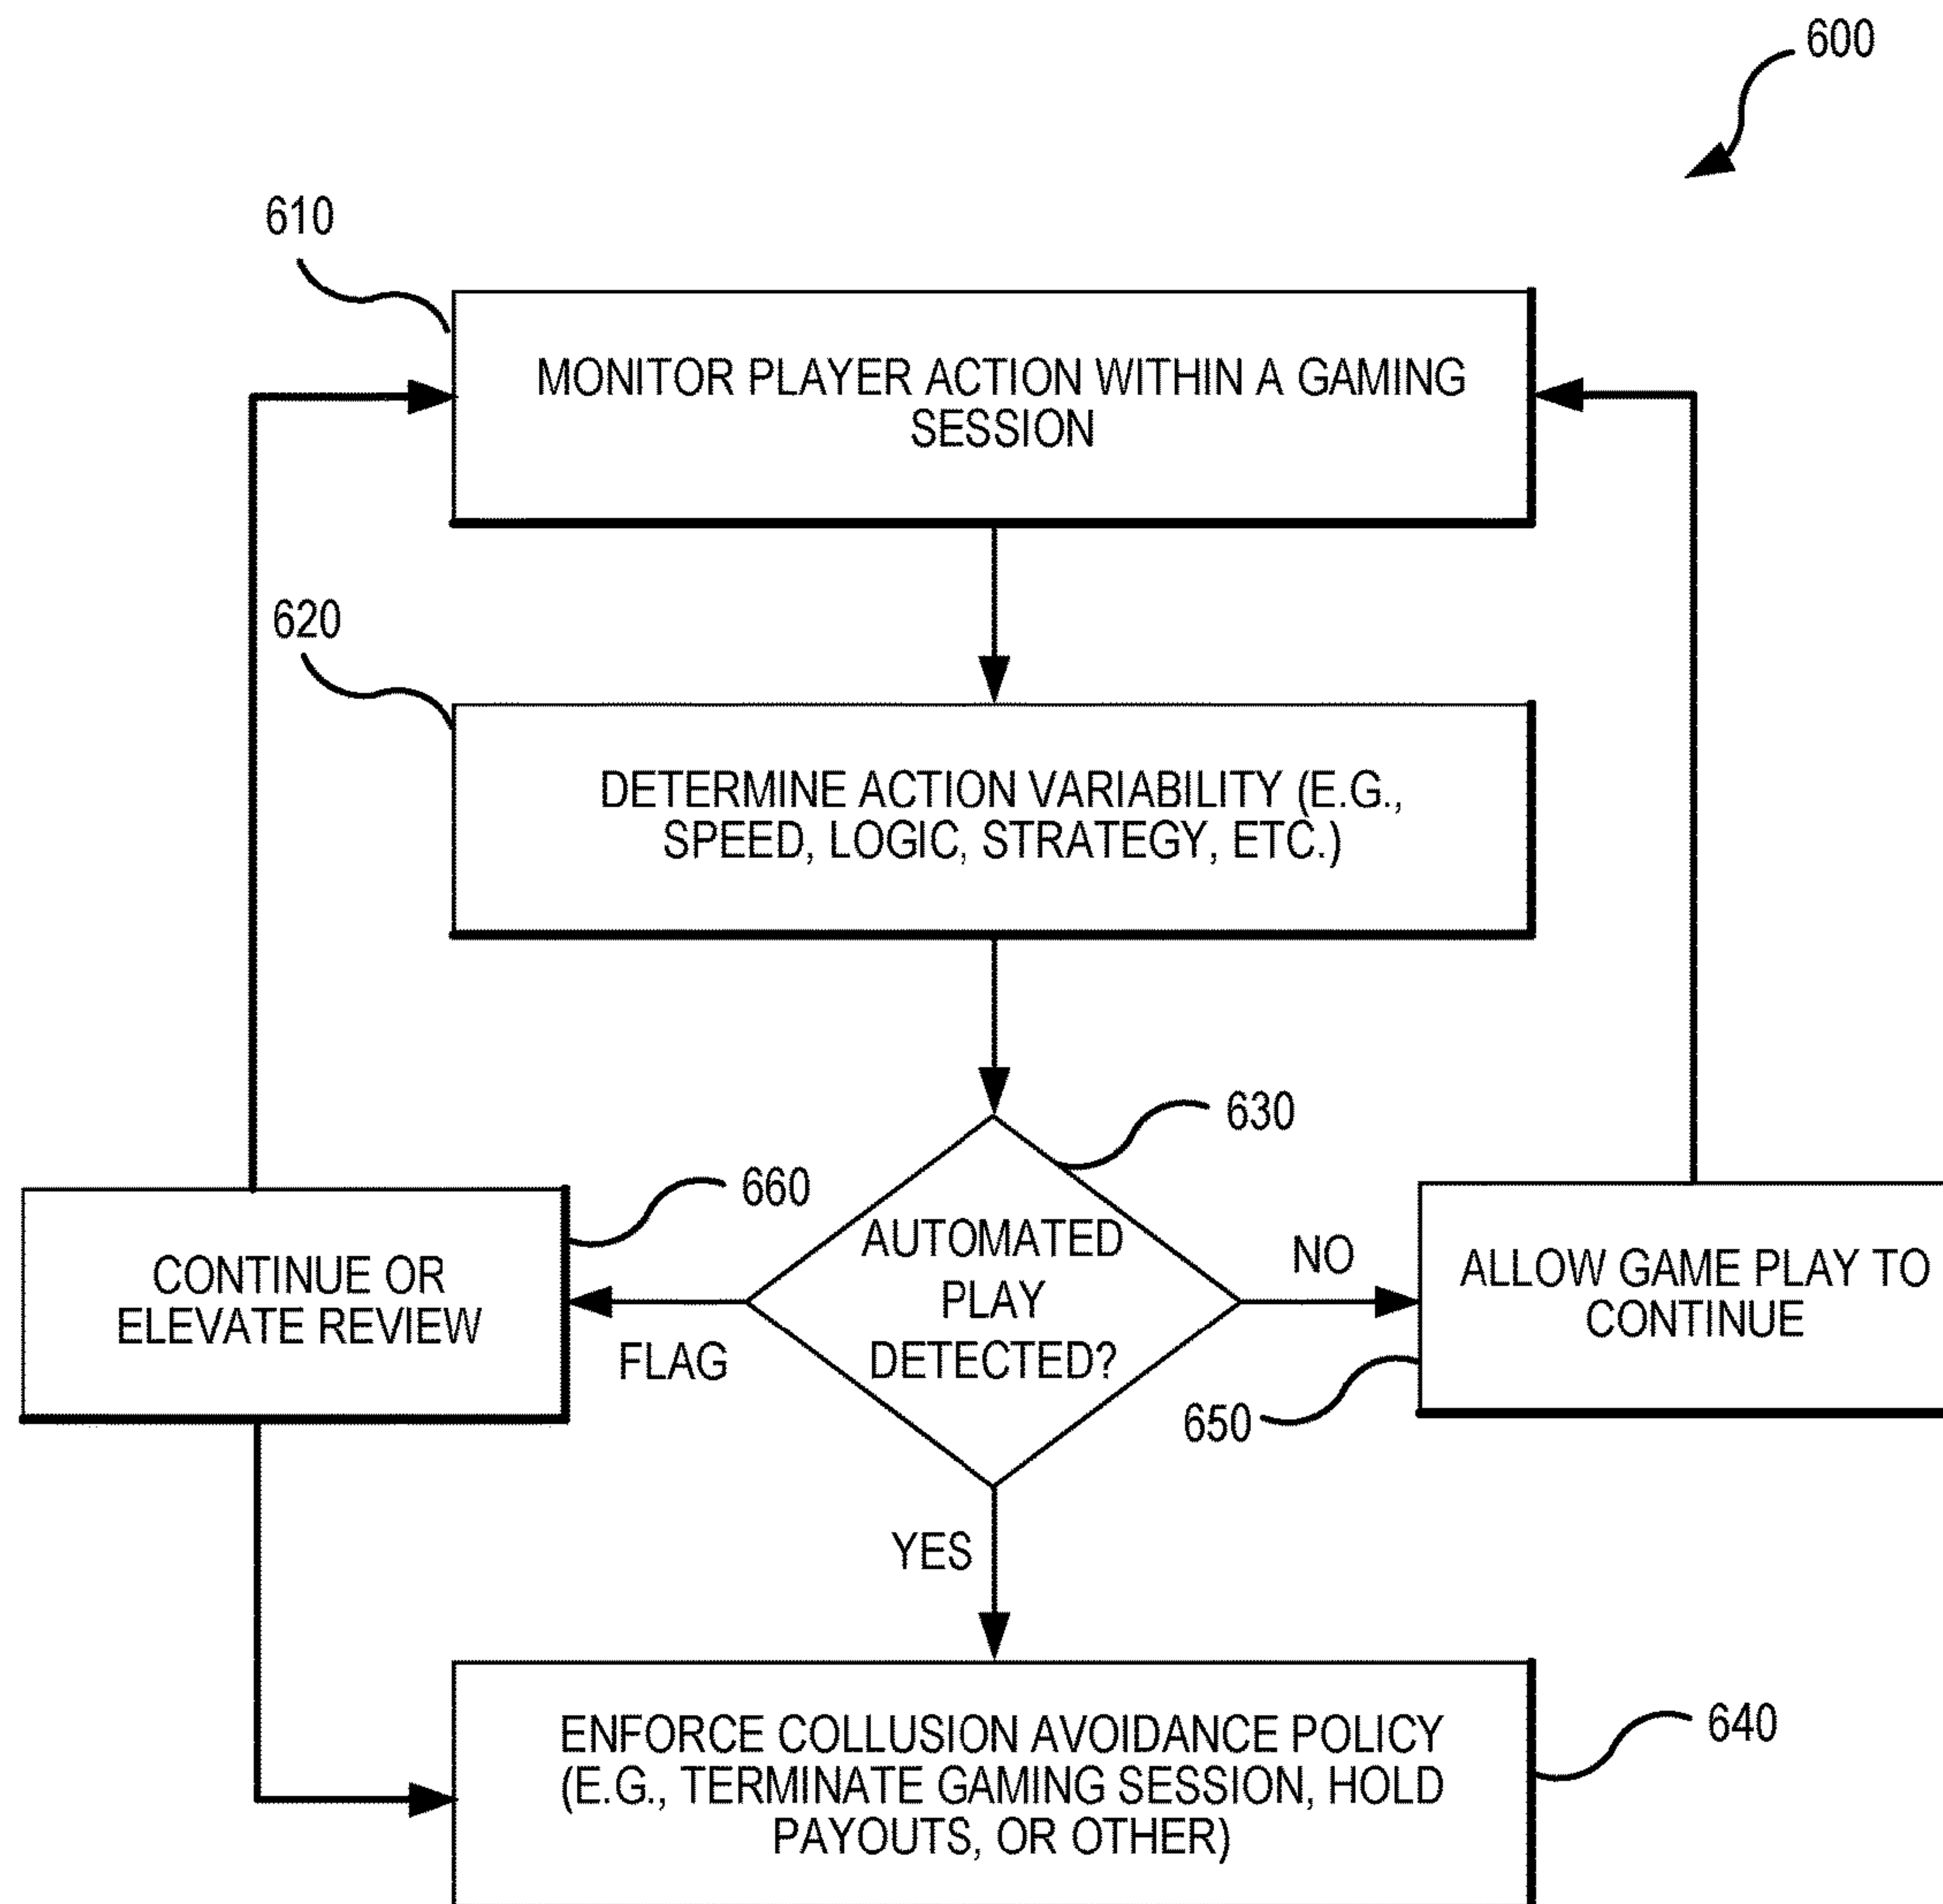 600
610
MONITOR PLAYER ACTION WITHIN A GAMING
SESSION
620
DETERMINE ACTION VARIABILITY (E.G.,
SPEED, LOGIC, STRATEGY, ETC.)
630
660
AUTOMATED
PLAY
DETECTED?
CONTINUE OR
ELEVATE REVIEW
FLAG
NO
ALLOW GAME PLAY TO
CONTINUE
650
YES
ENFORCE COLLUSION AVOIDANCE POLICY
(E.G., TERMINATE GAMING SESSION, HOLD
PAYOUTS, OR OTHER)
640